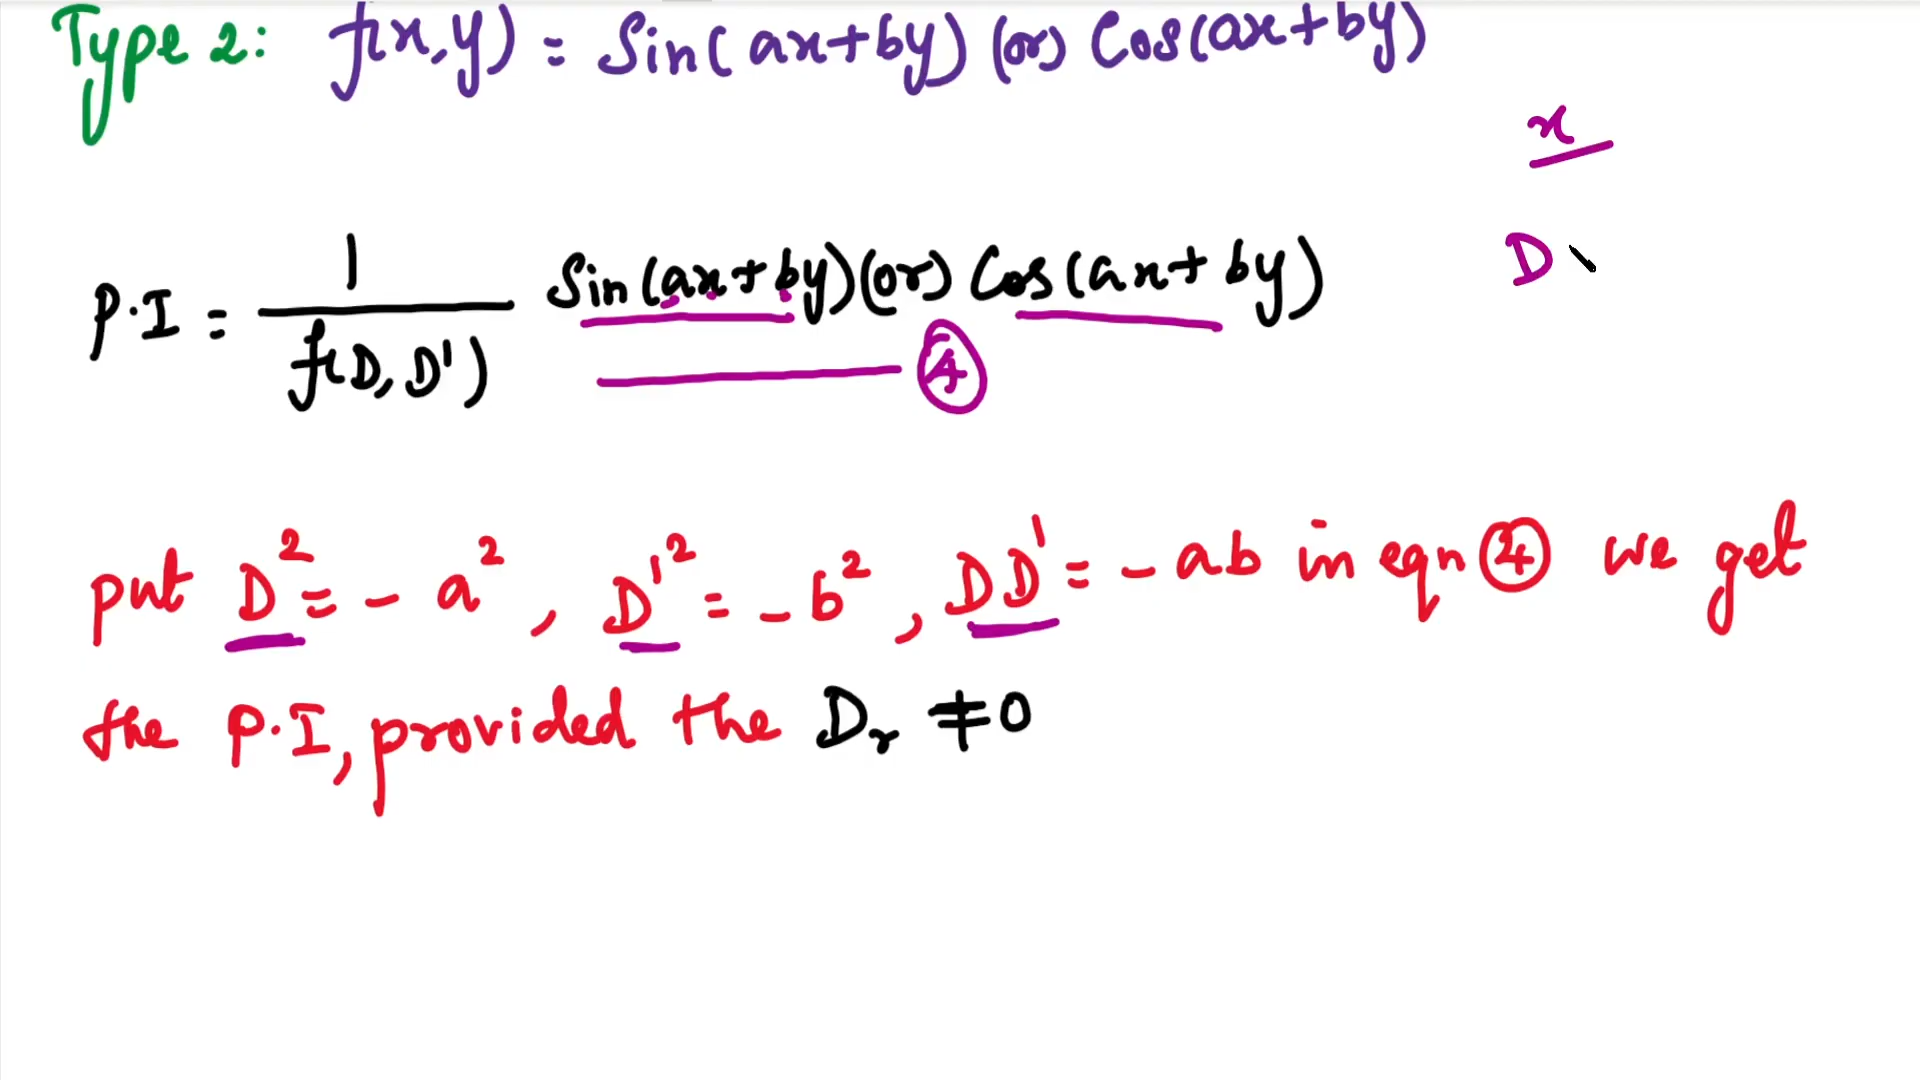 Type 2: f(x,y) = Sin(ax+by) (or) Cos(ax+by)
x
P.I = 1/f(D,D') Sin(ax+by) (or) Cos(ax+by)
D
④
put D² = -a², D'² = -b², DD' = -ab in eqn ④ we get
the P.I, provided the Dr ≠ 0